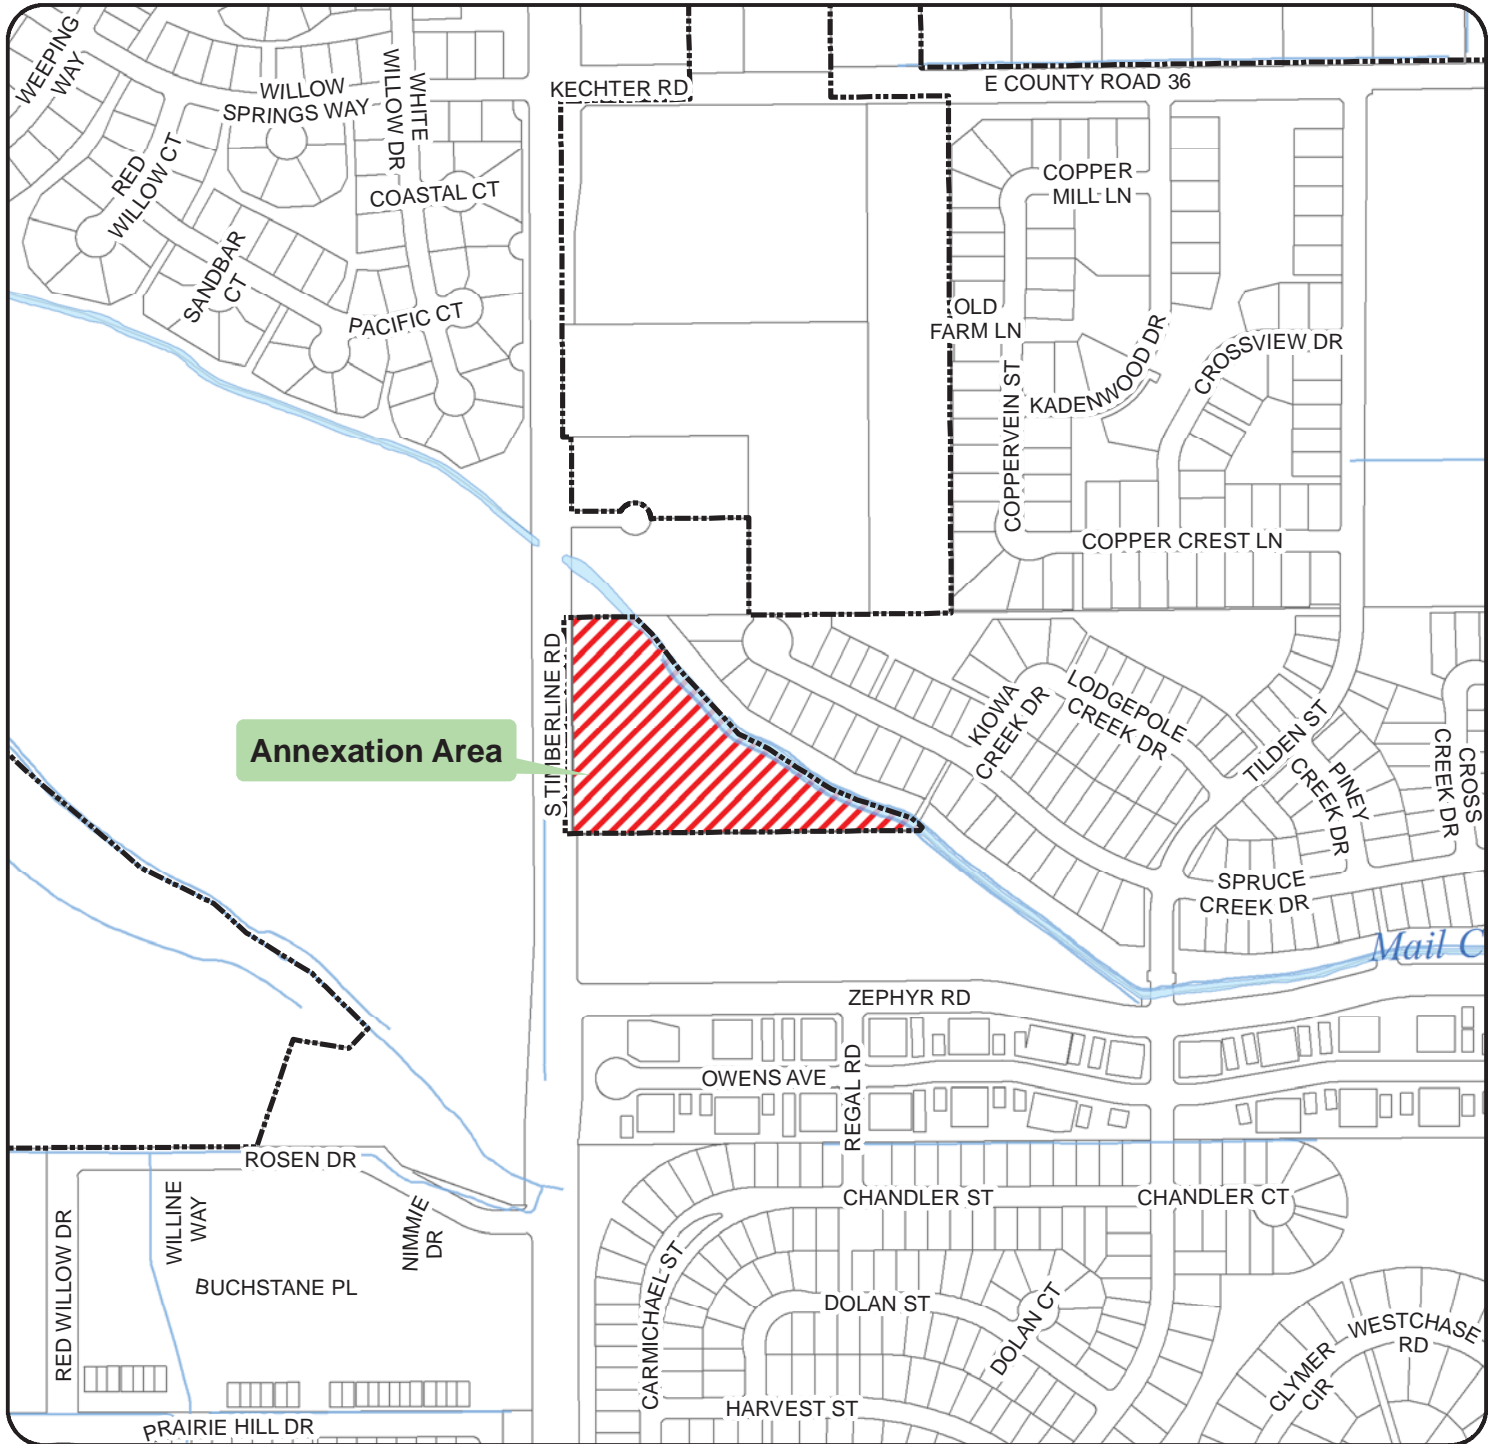 WEEPING
WAY
WILLOW
SPRINGS WAY
WHITE
WILLOW DR
KECHTER RD
E COUNTY ROAD 36
RED
WILLOW CT
COASTAL CT
COPPER
MILL LN
SANDBAR
CT
PACIFIC CT
OLD
FARM LN
KADENWOOD DR
CROSSVIEW DR
COPPERVEIN ST
COPPER CREST LN
S TIMBERLINE RD
Annexation Area
KIOWA
CREEK DR
LODGEPOLE
CREEK DR
TILDEN ST
PINEY
CREEK DR
CROSS
CREEK DR
SPRUCE
CREEK DR
Mail C
ZEPHYR RD
OWENS AVE
REGAL RD
ROSEN DR
CHANDLER ST
CHANDLER CT
RED WILLOW DR
WILLINE
WAY
NIMMIE
DR
BUCHSTANE PL
CARMICHAEL ST
DOLAN ST
DOLAN CT
WESTCHASE
RD
CLYMER
CIR
HARVEST ST
PRAIRIE HILL DR